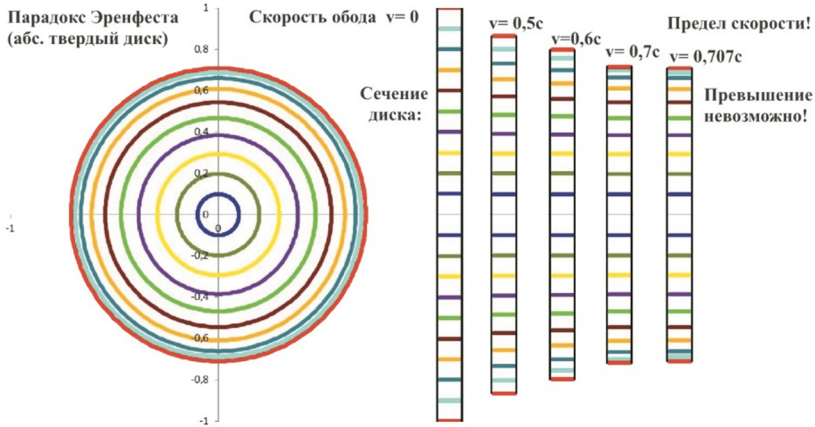 Парадокс Эренфеста
(абс. твердый диск)
Скорость обода v= 0
v= 0,5c
v=0,6c
v= 0,7c
v= 0,707c
Предел скорости!
Сечение
диска:
Превышение
невозможно!
1
0,8
0,6
0,4
0,2
0
-1
0
-0,2
-0,4
0,6
-0,8
-1